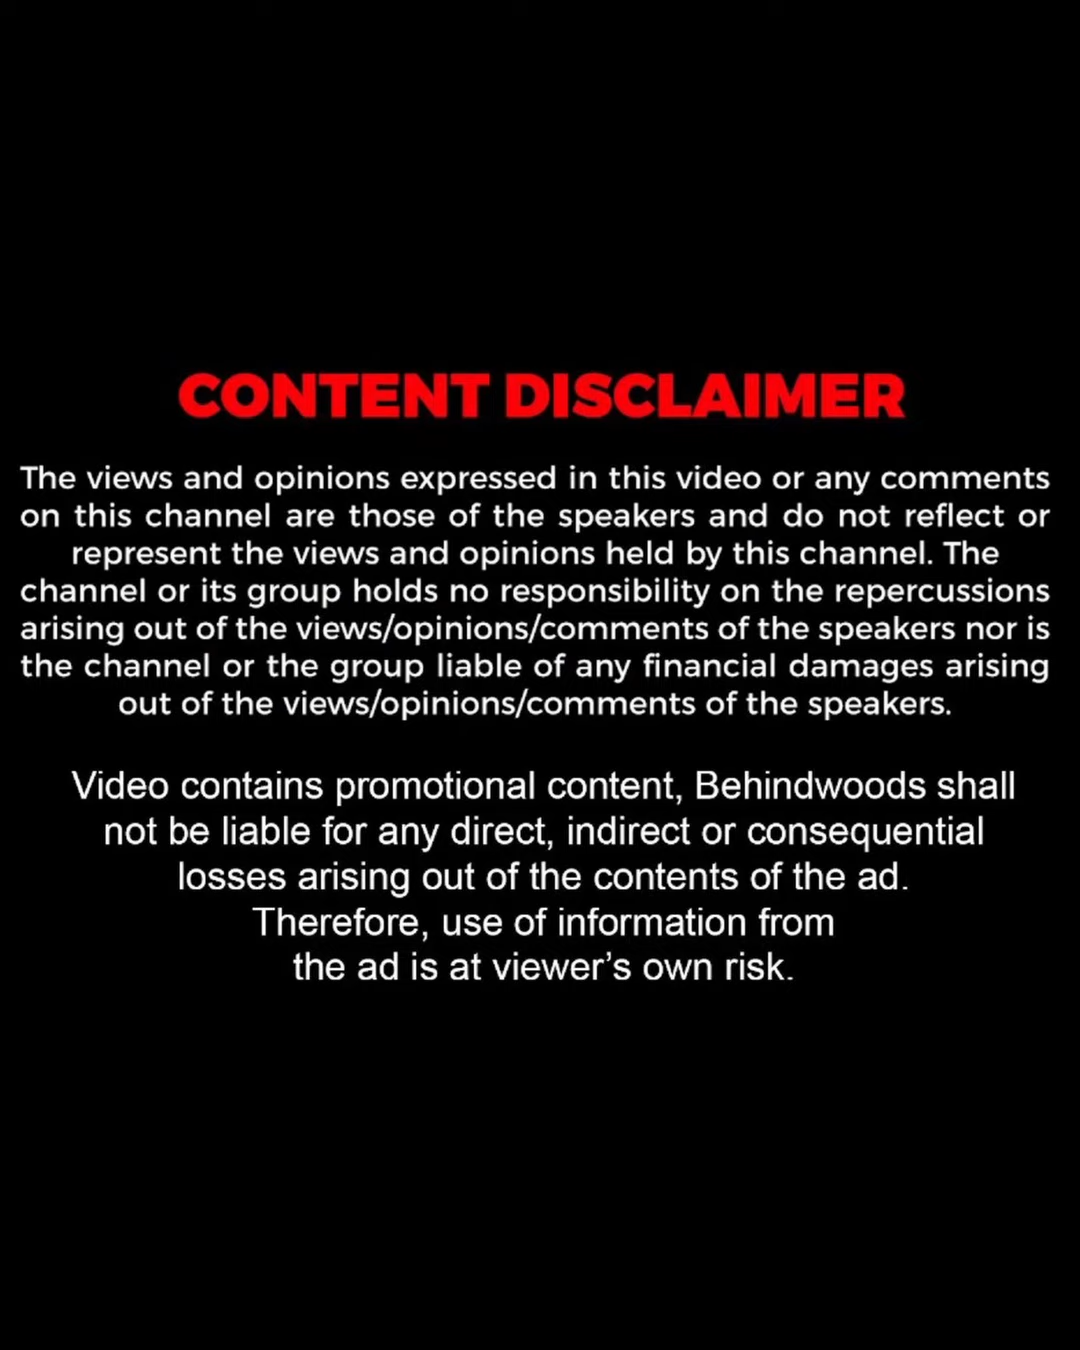 CONTENT DISCLAIMER
The views and opinions expressed in this video or any comments
on this channel are those of the speakers and do not reflect or
represent the views and opinions held by this channel. The
channel or its group holds no responsibility on the repercussions
arising out of the views/opinions/comments of the speakers nor is
the channel or the group liable of any financial damages arising
out of the views/opinions/comments of the speakers.
Video contains promotional content, Behindwoods shall
not be liable for any direct, indirect or consequential
losses arising out of the contents of the ad.
Therefore, use of information from
the ad is at viewer’s own risk.